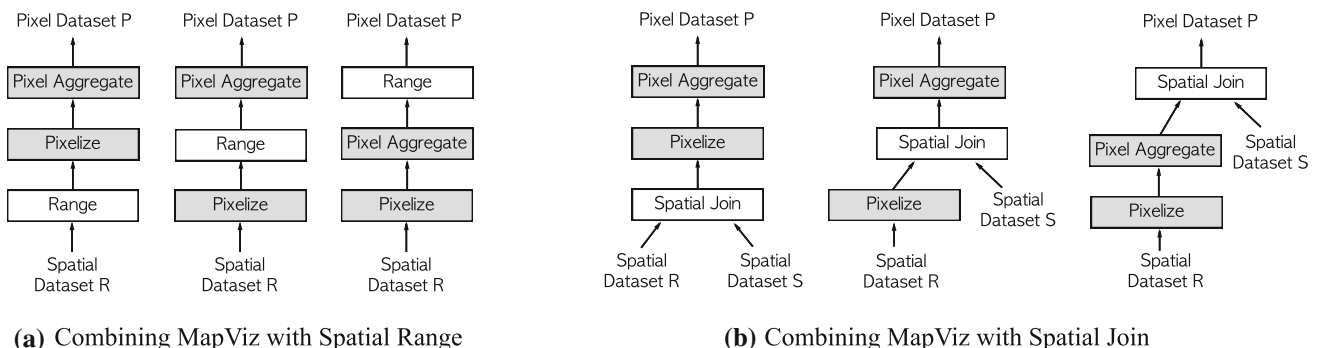 Pixel Dataset P
Pixel Aggregate
Pixelize
Range
Spatial
Dataset R
Pixel Dataset P
Pixel Aggregate
Range
Pixelize
Spatial
Dataset R
Pixel Dataset P
Range
Pixel Aggregate
Pixelize
Spatial
Dataset R
(a) Combining MapViz with Spatial Range
Pixel Dataset P
Pixel Aggregate
Pixelize
Spatial Join
Spatial
Dataset R
Spatial
Dataset S
Pixel Dataset P
Pixel Aggregate
Spatial Join
Pixelize
Spatial
Dataset S
Spatial
Dataset R
Pixel Dataset P
Spatial Join
Pixel Aggregate
Spatial
Dataset S
Pixelize
Spatial
Dataset R
(b) Combining MapViz with Spatial Join